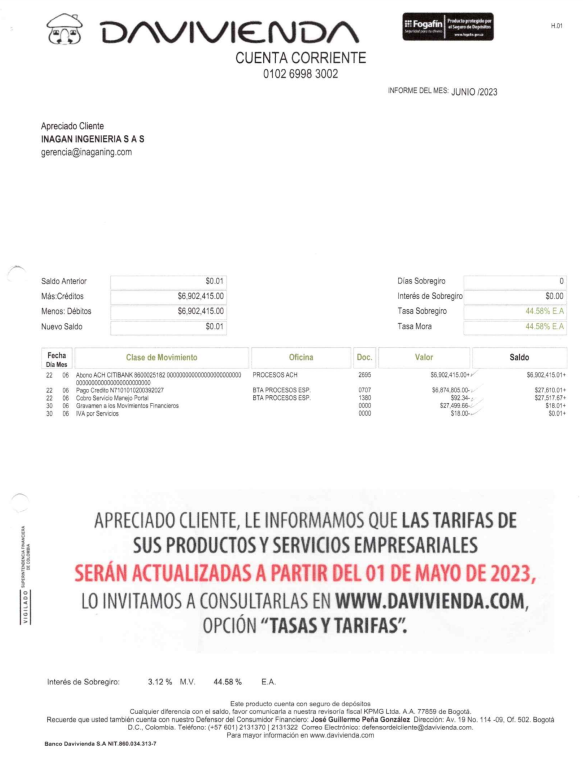 DAVIVIENDA
Fogafín
Producto protegido por
el Seguro de Depósitos
www.fogafin.gov.co
H.01
CUENTA CORRIENTE
0102 6998 3002
INFORME DEL MES: JUNIO /2023
Apreciado Cliente
INAGAN INGENIERIA S A S
gerencia@inaganing.com
Saldo Anterior $0.01
Más:Créditos $6,902,415.00
Menos: Débitos $6,902,415.00
Nuevo Saldo $0.01
Días Sobregiro 0
Interés de Sobregiro $0.00
Tasa Sobregiro 44.58% E.A
Tasa Mora 44.58% E.A
Fecha
Día Mes Clase de Movimiento Oficina Doc. Valor Saldo
22 06 Abono ACH CITIBANK 8600025182 PROCESOS ACH 2695 $6,902,415.00+ $6,902,415.01+
22 06 Pago Credito N7101010200392027 BTA PROCESOS ESP. 0707 $6,874,805.00- $27,610.01+
22 06 Cobro Servicio Manejo Portal BTA PROCESOS ESP. 1380 $92.34- $27,517.67+
30 06 Gravamen a los Movimientos Financieros 0000 $27,499.66- $18.01+
30 06 IVA por Servicios 0000 $18.00- $0.01+
APRECIADO CLIENTE, LE INFORMAMOS QUE LAS TARIFAS DE
SUS PRODUCTOS Y SERVICIOS EMPRESARIALES
SERÁN ACTUALIZADAS A PARTIR DEL 01 DE MAYO DE 2023,
LO INVITAMOS A CONSULTARLAS EN WWW.DAVIVIENDA.COM,
OPCIÓN "TASAS Y TARIFAS".
VIGILADO SUPERINTENDENCIA FINANCIERA
DE COLOMBIA
Interés de Sobregiro: 3.12 % M.V. 44.58 % E.A.
Este producto cuenta con seguro de depósitos
Cualquier diferencia con el saldo, favor comunicarla a nuestra revisoría fiscal KPMG Ltda. A.A. 77859 de Bogotá.
Recuerde que usted también cuenta con nuestro Defensor del Consumidor Financiero: José Guillermo Peña González Dirección: Av. 19 No. 114 -09, Of. 502. Bogotá
D.C., Colombia. Teléfono: (+57 601) 2131370 | 2131322 Correo Electrónico: defensordelcliente@davivienda.com.
Para mayor información en www.davivienda.com
Banco Davivienda S.A NIT.860.034.313-7